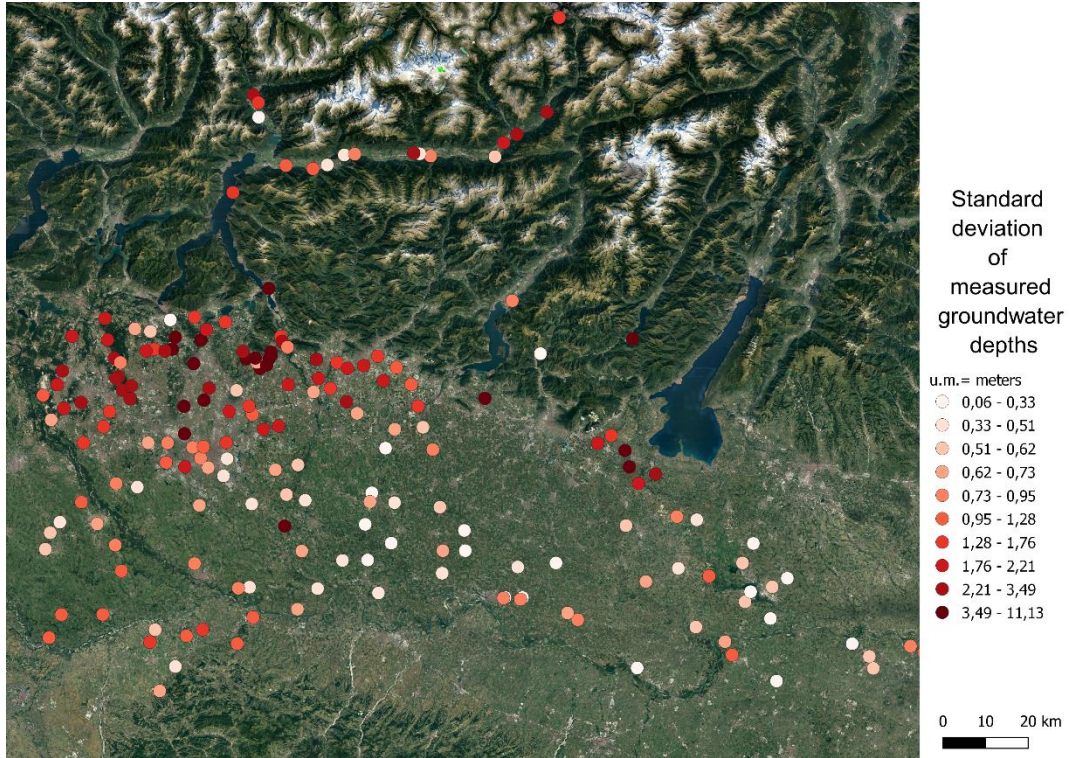 Standard
deviation
of
measured
groundwater
depths
u.m.= meters
0,06 - 0,33
0,33 - 0,51
0,51 - 0,62
0,62 - 0,73
0,73 - 0,95
0,95 - 1,28
1,28 - 1,76
1,76 - 2,21
2,21 - 3,49
3,49 - 11,13
0 10 20 km